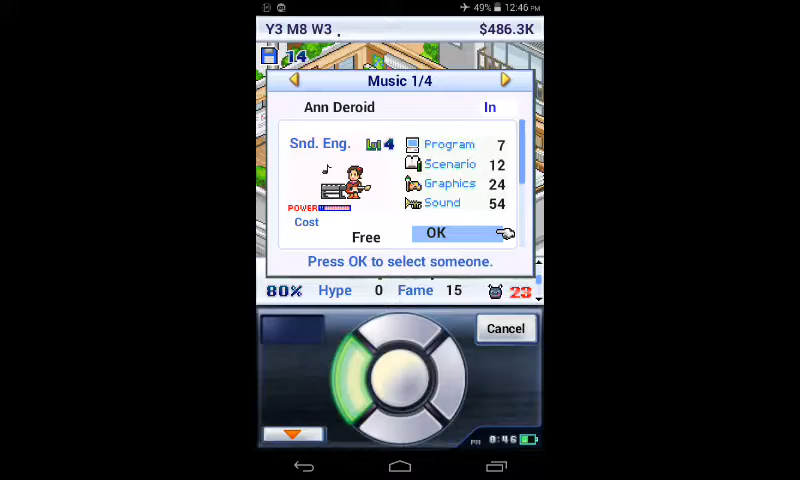 49% 12:46 PM
Y3 M8 W3 $486.3K
14
Music 1/4
Ann Deroid In
Snd. Eng. Lvl 4
Program 7
Scenario 12
Graphics 24
Sound 54
POWER
Cost
Free OK
Press OK to select someone.
80% Hype 0 Fame 15 23
Cancel
PM 0:46